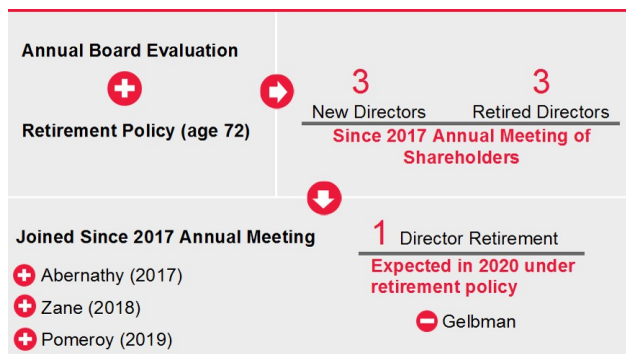 Annual Board Evaluation
Retirement Policy (age 72)
3
New Directors
3
Retired Directors
Since 2017 Annual Meeting of
Shareholders
Joined Since 2017 Annual Meeting
Abernathy (2017)
Zane (2018)
Pomeroy (2019)
1 Director Retirement
Expected in 2020 under
retirement policy
Gelbman